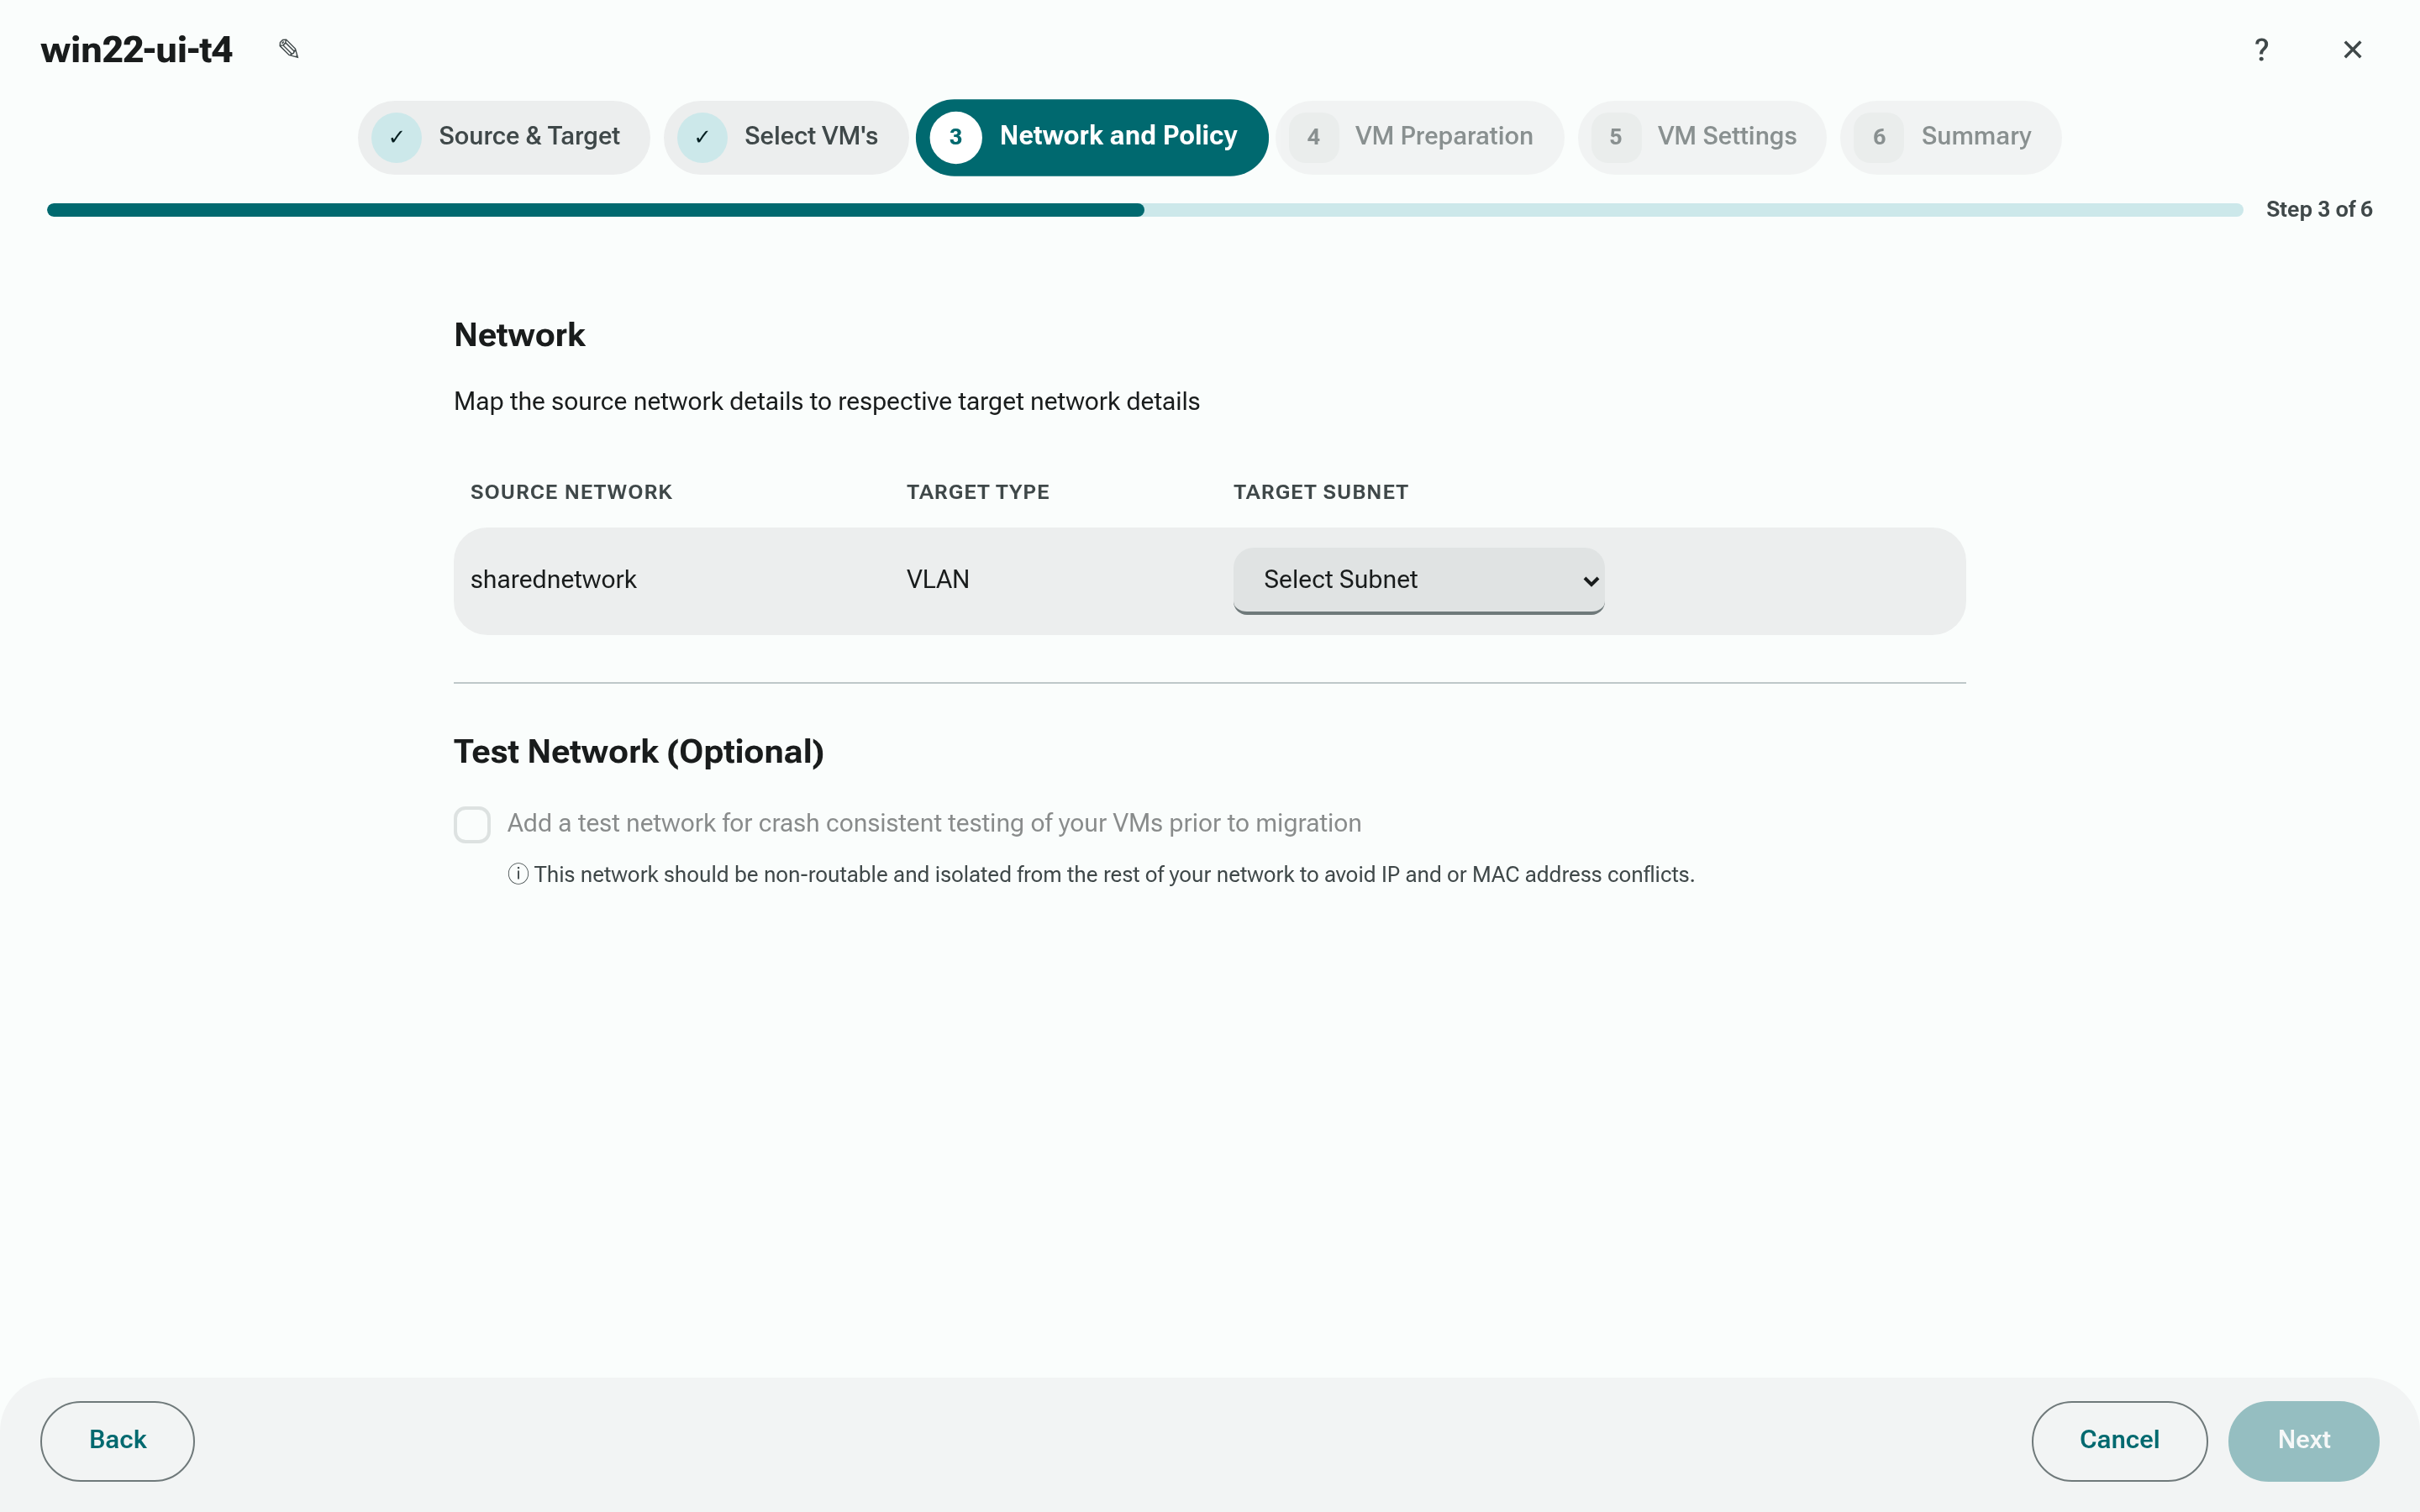 win22-ui-t4 ✎ ? ✕
✓ Source & Target ✓ Select VM's 3 Network and Policy 4 VM Preparation 5 VM Settings 6 Summary
Step 3 of 6
Network
Map the source network details to respective target network details
SOURCE NETWORK TARGET TYPE TARGET SUBNET
sharednetwork VLAN Select Subnet
Test Network (Optional)
Add a test network for crash consistent testing of your VMs prior to migration
ⓘ This network should be non-routable and isolated from the rest of your network to avoid IP and or MAC address conflicts.
Back Cancel Next